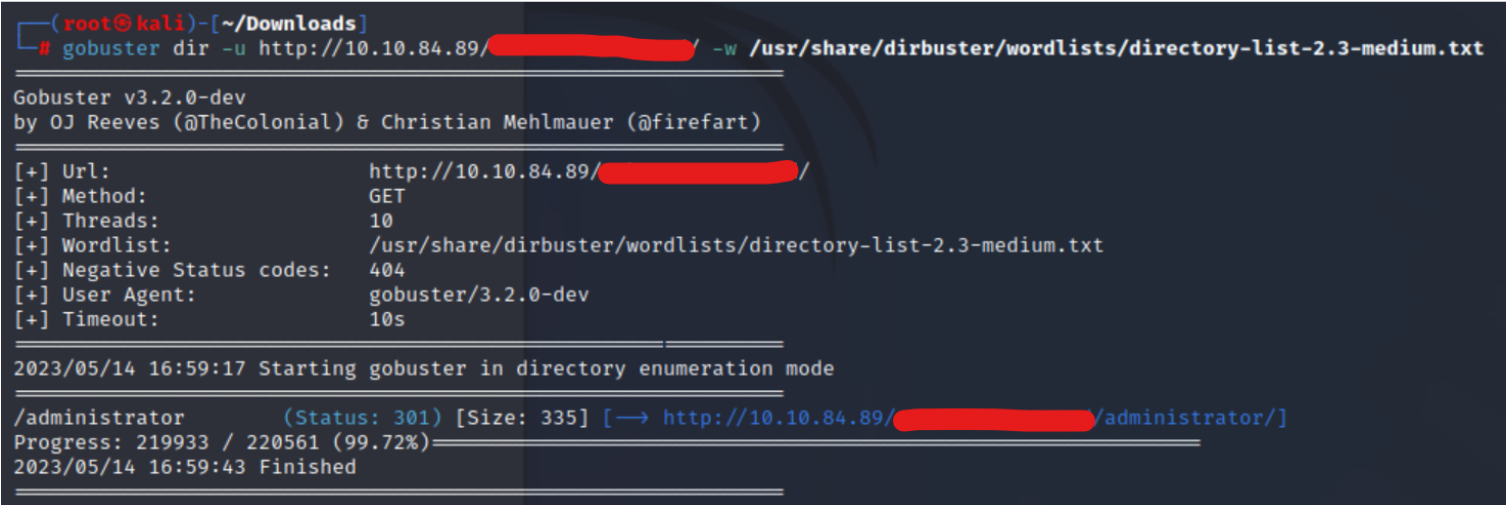 ┌──(root㉿kali)-[~/Downloads]
└─# gobuster dir -u http://10.10.84.89/ / -w /usr/share/dirbuster/wordlists/directory-list-2.3-medium.txt
Gobuster v3.2.0-dev
by OJ Reeves (@TheColonial) & Christian Mehlmauer (@firefart)
[+] Url: http://10.10.84.89/ /
[+] Method: GET
[+] Threads: 10
[+] Wordlist: /usr/share/dirbuster/wordlists/directory-list-2.3-medium.txt
[+] Negative Status codes: 404
[+] User Agent: gobuster/3.2.0-dev
[+] Timeout: 10s
2023/05/14 16:59:17 Starting gobuster in directory enumeration mode
/administrator (Status: 301) [Size: 335] [--> http://10.10.84.89/ /administrator/]
Progress: 219933 / 220561 (99.72%)
2023/05/14 16:59:43 Finished